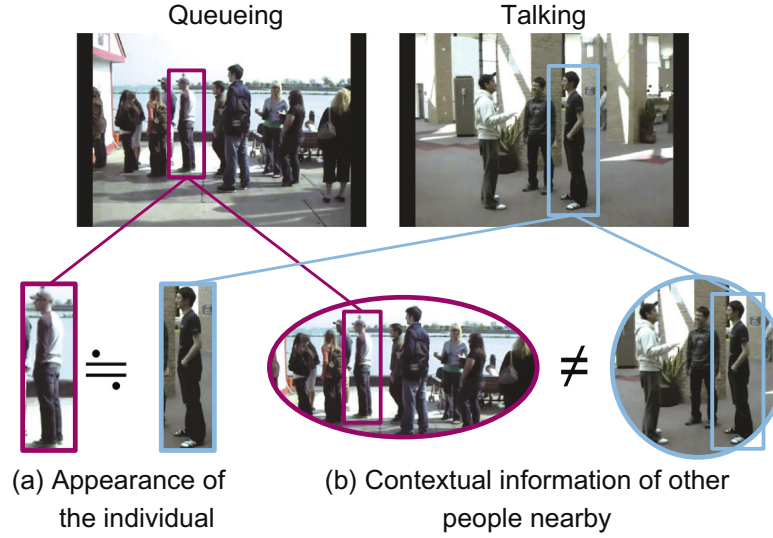 Queueing
Talking
≒
≠
(a) Appearance of
the individual
(b) Contextual information of other
people nearby